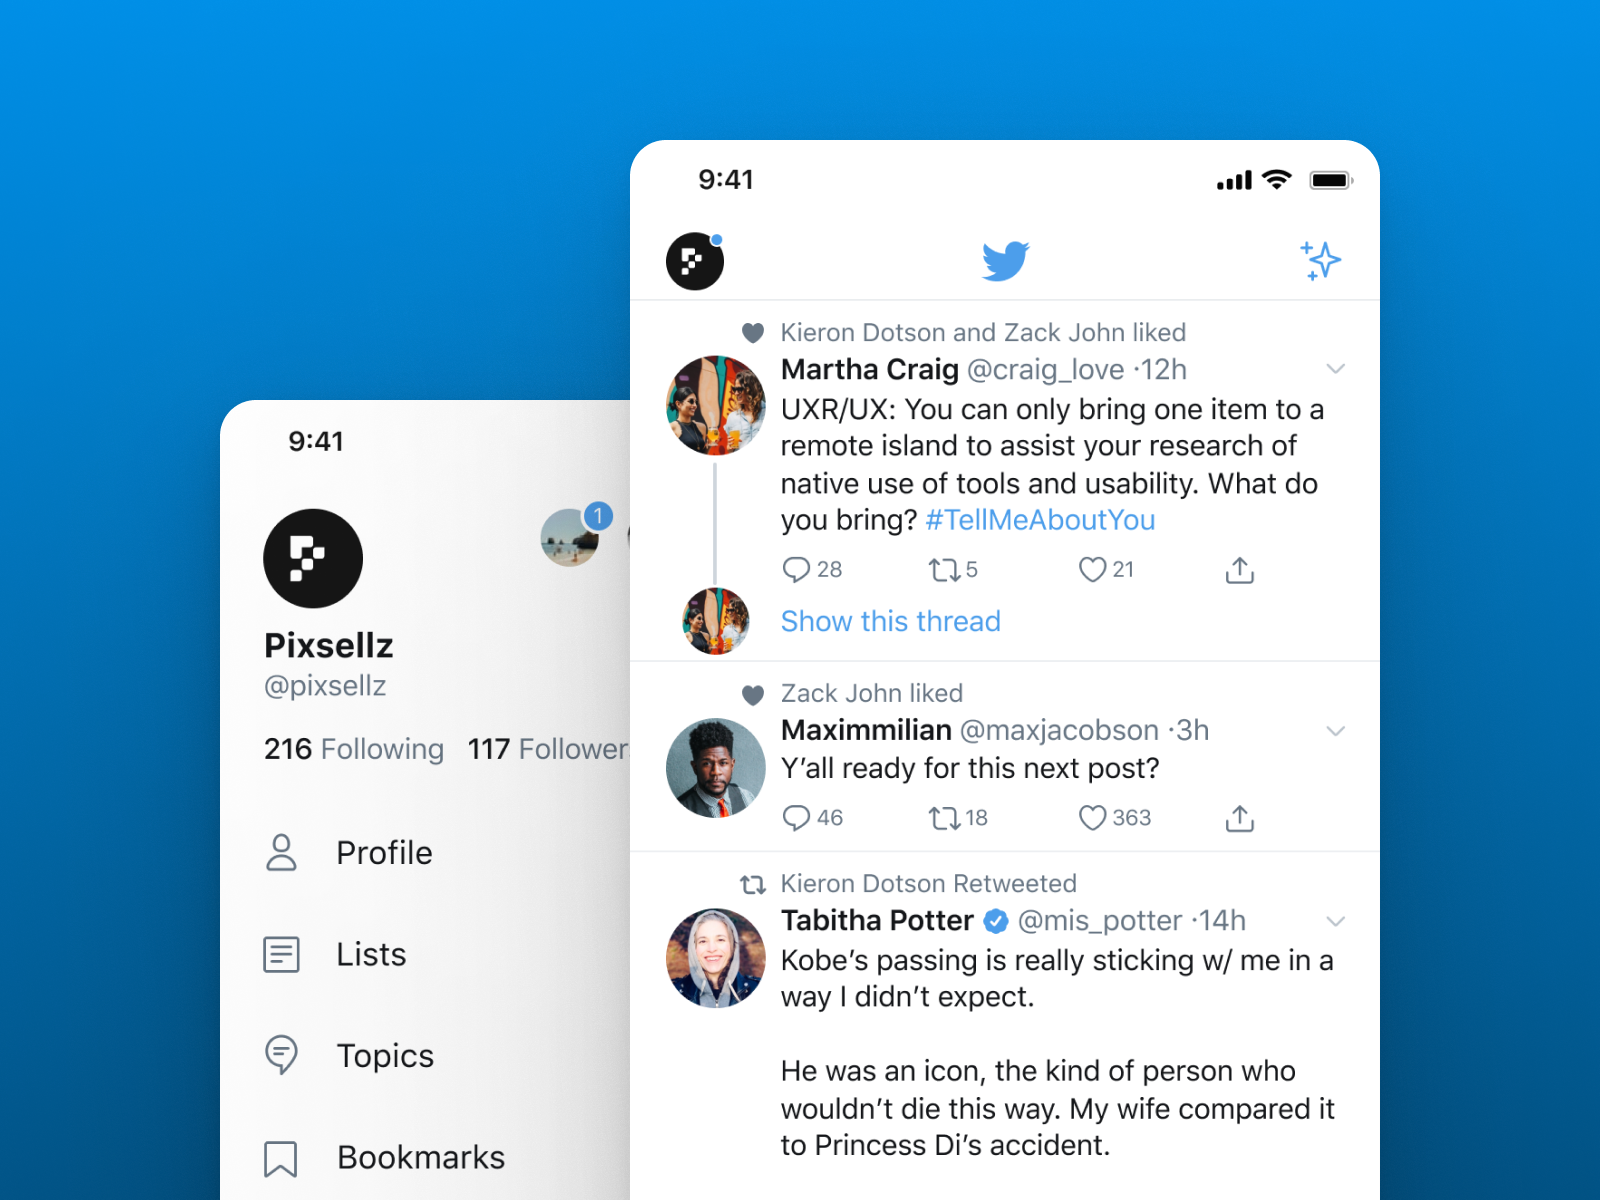 9:41
Kieron Dotson and Zack John liked
Martha Craig @craig_love ·12h
UXR/UX: You can only bring one item to a
remote island to assist your research of
native use of tools and usability. What do
you bring? #TellMeAboutYou
28 5 21
Show this thread
Zack John liked
Maximmilian @maxjacobson ·3h
Y’all ready for this next post?
46 18 363
Kieron Dotson Retweeted
Tabitha Potter @mis_potter ·14h
Kobe’s passing is really sticking w/ me in a
way I didn’t expect.
He was an icon, the kind of person who
wouldn’t die this way. My wife compared it
to Princess Di’s accident.
9:41
1
Pixsellz
@pixsellz
216 Following 117 Follower
Profile
Lists
Topics
Bookmarks